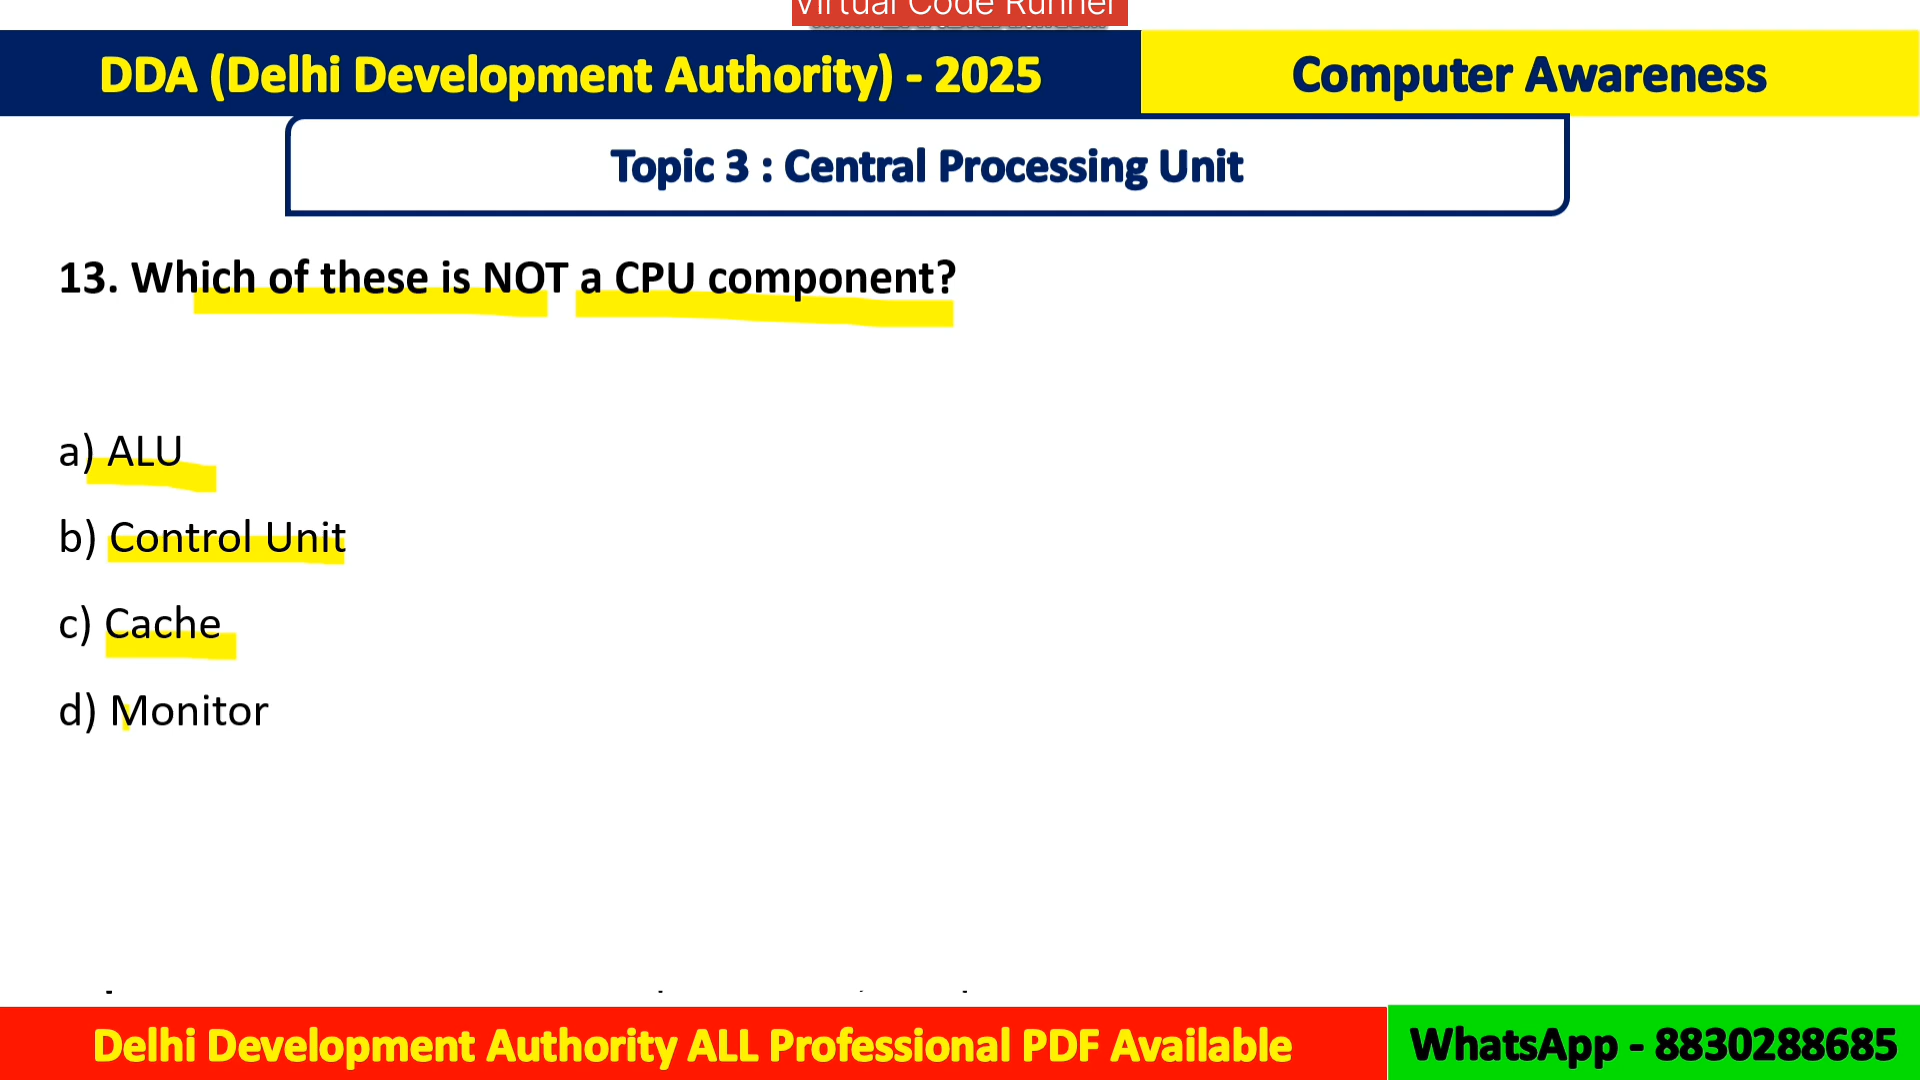 Virtual Code Runner
DDA (Delhi Development Authority) - 2025
Computer Awareness
Topic 3 : Central Processing Unit
13. Which of these is NOT a CPU component?
a) ALU
b) Control Unit
c) Cache
d) Monitor
Delhi Development Authority ALL Professional PDF Available
WhatsApp - 8830288685